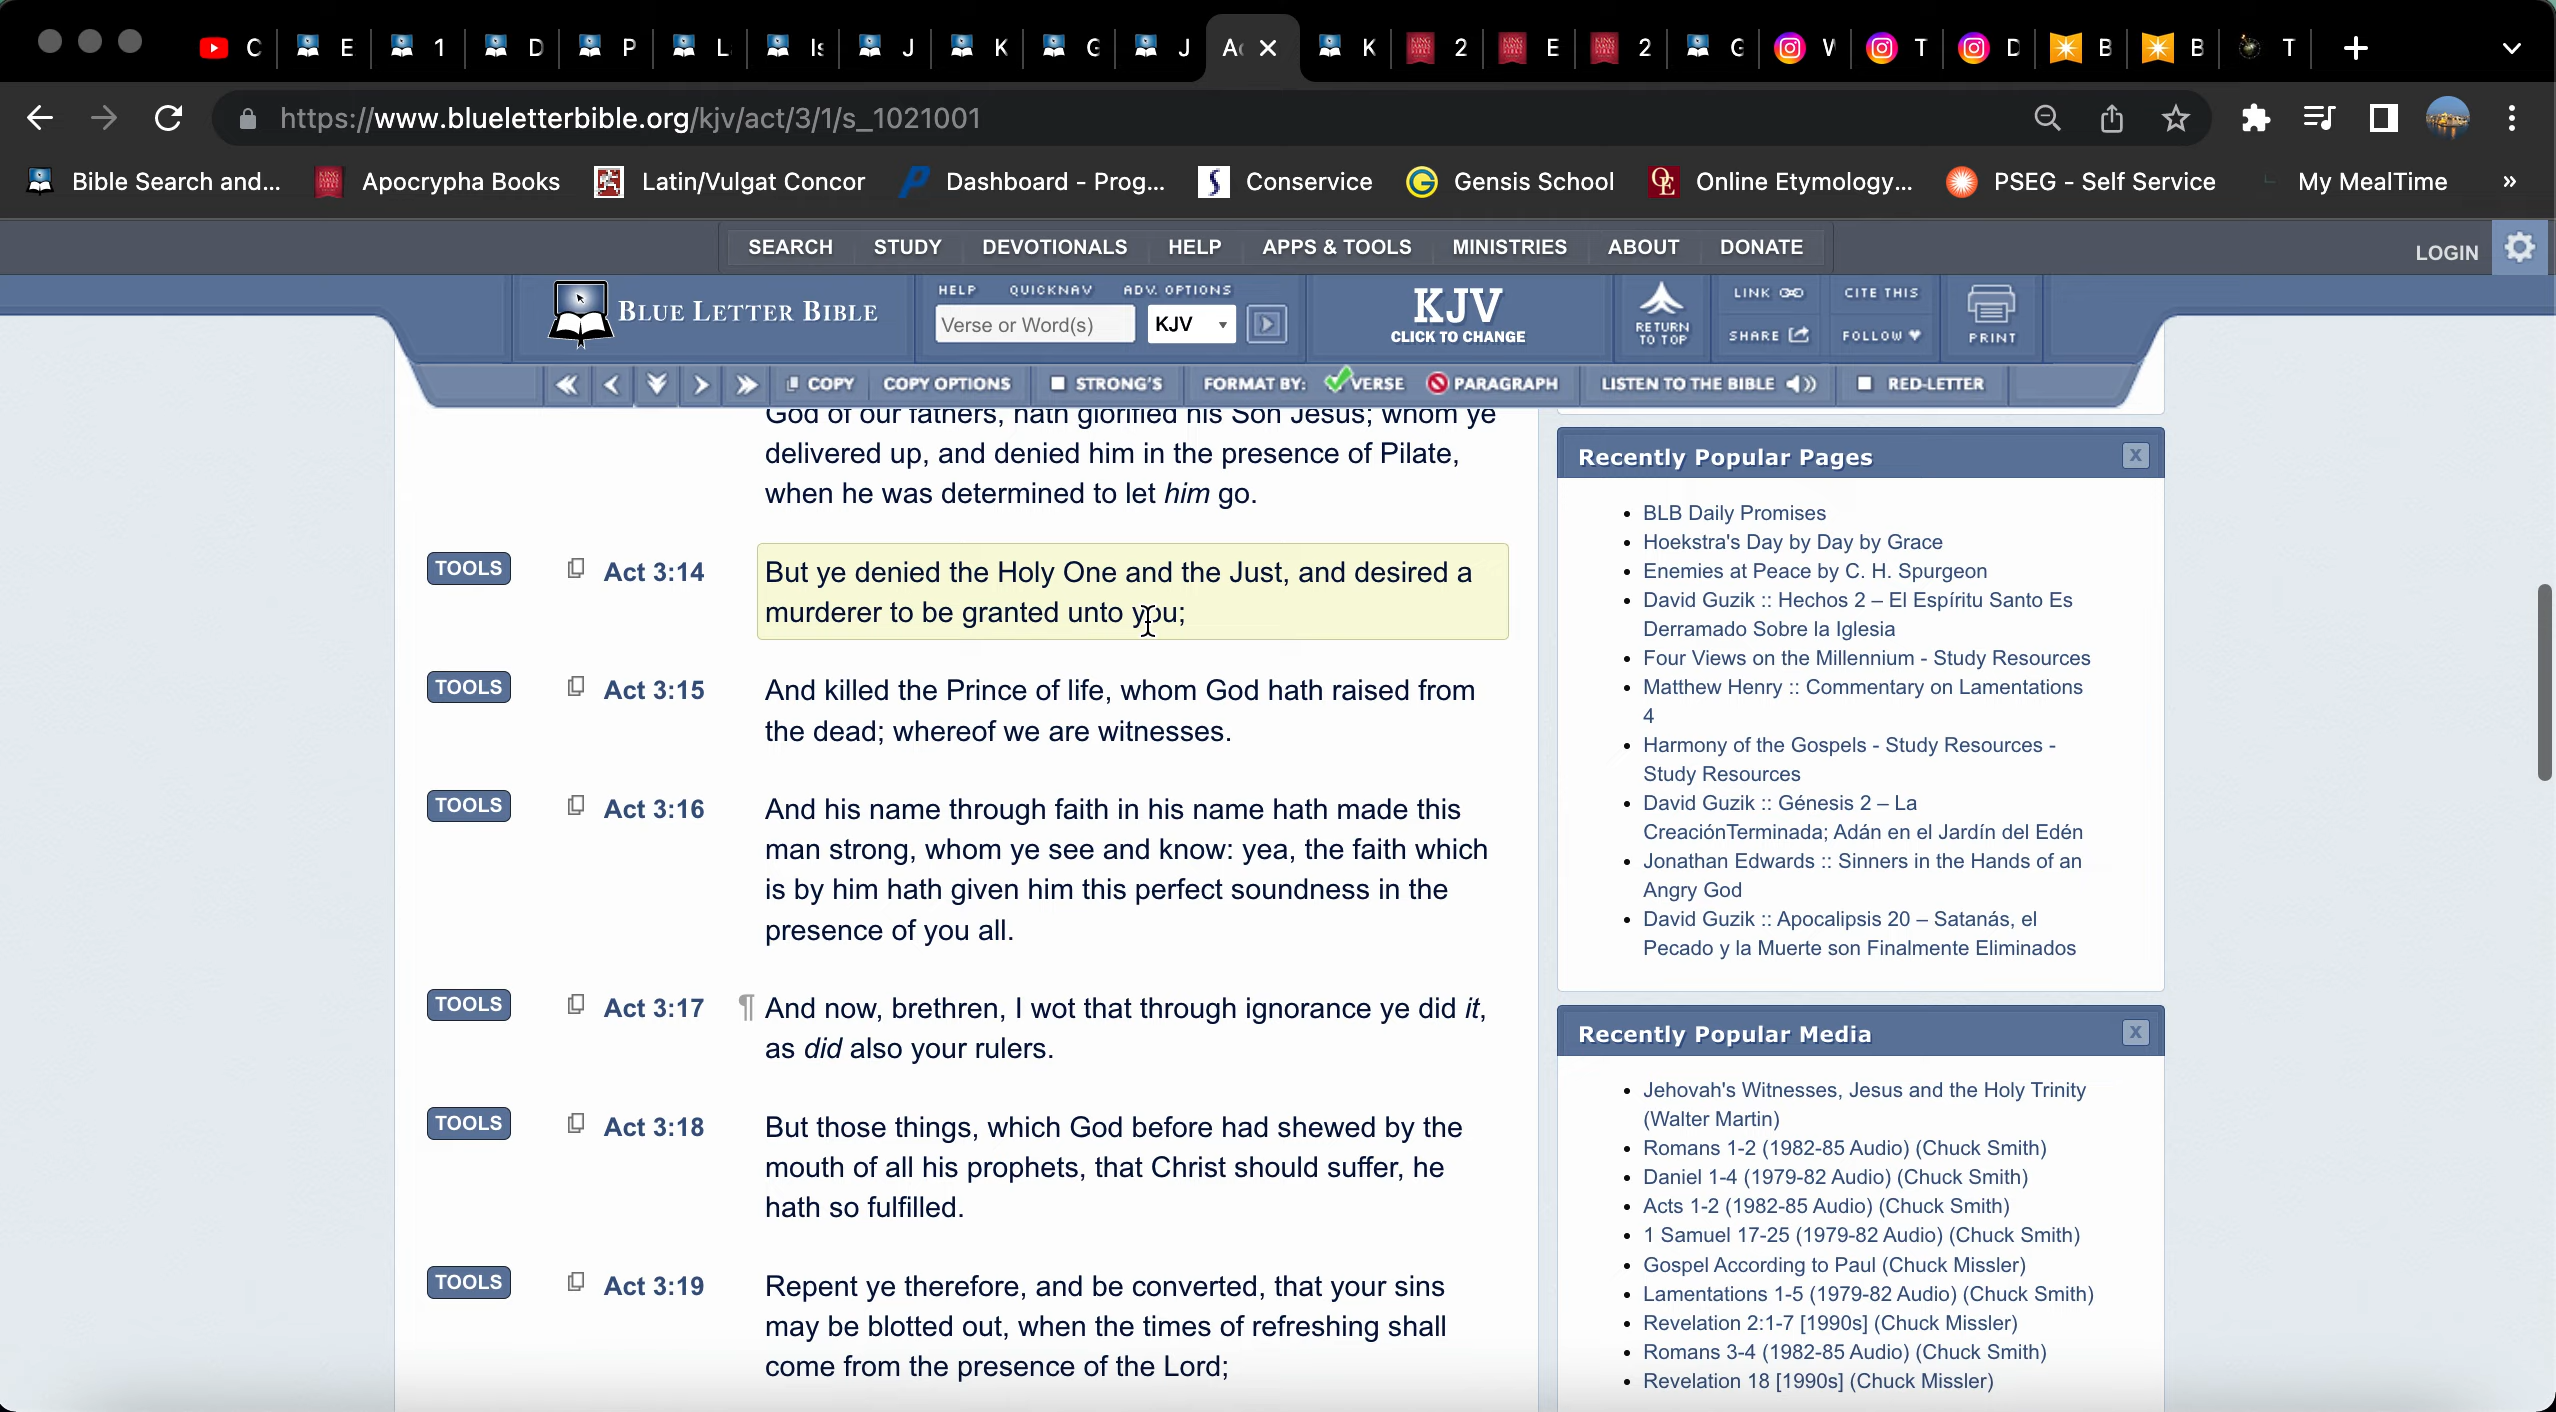 C E 1 D P L Is J K G J Ac K 2 E 2 G V T D B B T
https://www.blueletterbible.org/kjv/act/3/1/s_1021001
Bible Search and... Apocrypha Books Latin/Vulgat Concor Dashboard - Prog... Conservice Gensis School Online Etymology... PSEG - Self Service My MealTime »
SEARCH STUDY DEVOTIONALS HELP APPS & TOOLS MINISTRIES ABOUT DONATE LOGIN
BLUE LETTER BIBLE
HELP QUICKNAV ADV. OPTIONS
Verse or Word(s) KJV
KJV
CLICK TO CHANGE
RETURN
TO TOP
LINK CITE THIS
SHARE FOLLOW
PRINT
COPY COPY OPTIONS STRONG'S FORMAT BY: VERSE PARAGRAPH LISTEN TO THE BIBLE RED-LETTER
God of our fathers, hath glorified his Son Jesus; whom ye
delivered up, and denied him in the presence of Pilate,
when he was determined to let him go.
TOOLS Act 3:14 But ye denied the Holy One and the Just, and desired a
murderer to be granted unto you;
TOOLS Act 3:15 And killed the Prince of life, whom God hath raised from
the dead; whereof we are witnesses.
TOOLS Act 3:16 And his name through faith in his name hath made this
man strong, whom ye see and know: yea, the faith which
is by him hath given him this perfect soundness in the
presence of you all.
TOOLS Act 3:17 ¶ And now, brethren, I wot that through ignorance ye did it,
as did also your rulers.
TOOLS Act 3:18 But those things, which God before had shewed by the
mouth of all his prophets, that Christ should suffer, he
hath so fulfilled.
TOOLS Act 3:19 Repent ye therefore, and be converted, that your sins
may be blotted out, when the times of refreshing shall
come from the presence of the Lord;
Recently Popular Pages X
• BLB Daily Promises
• Hoekstra's Day by Day by Grace
• Enemies at Peace by C. H. Spurgeon
• David Guzik :: Hechos 2 – El Espíritu Santo Es
Derramado Sobre la Iglesia
• Four Views on the Millennium - Study Resources
• Matthew Henry :: Commentary on Lamentations
4
• Harmony of the Gospels - Study Resources -
Study Resources
• David Guzik :: Génesis 2 – La
CreaciónTerminada; Adán en el Jardín del Edén
• Jonathan Edwards :: Sinners in the Hands of an
Angry God
• David Guzik :: Apocalipsis 20 – Satanás, el
Pecado y la Muerte son Finalmente Eliminados
Recently Popular Media X
• Jehovah's Witnesses, Jesus and the Holy Trinity
(Walter Martin)
• Romans 1-2 (1982-85 Audio) (Chuck Smith)
• Daniel 1-4 (1979-82 Audio) (Chuck Smith)
• Acts 1-2 (1982-85 Audio) (Chuck Smith)
• 1 Samuel 17-25 (1979-82 Audio) (Chuck Smith)
• Gospel According to Paul (Chuck Missler)
• Lamentations 1-5 (1979-82 Audio) (Chuck Smith)
• Revelation 2:1-7 [1990s] (Chuck Missler)
• Romans 3-4 (1982-85 Audio) (Chuck Smith)
• Revelation 18 [1990s] (Chuck Missler)